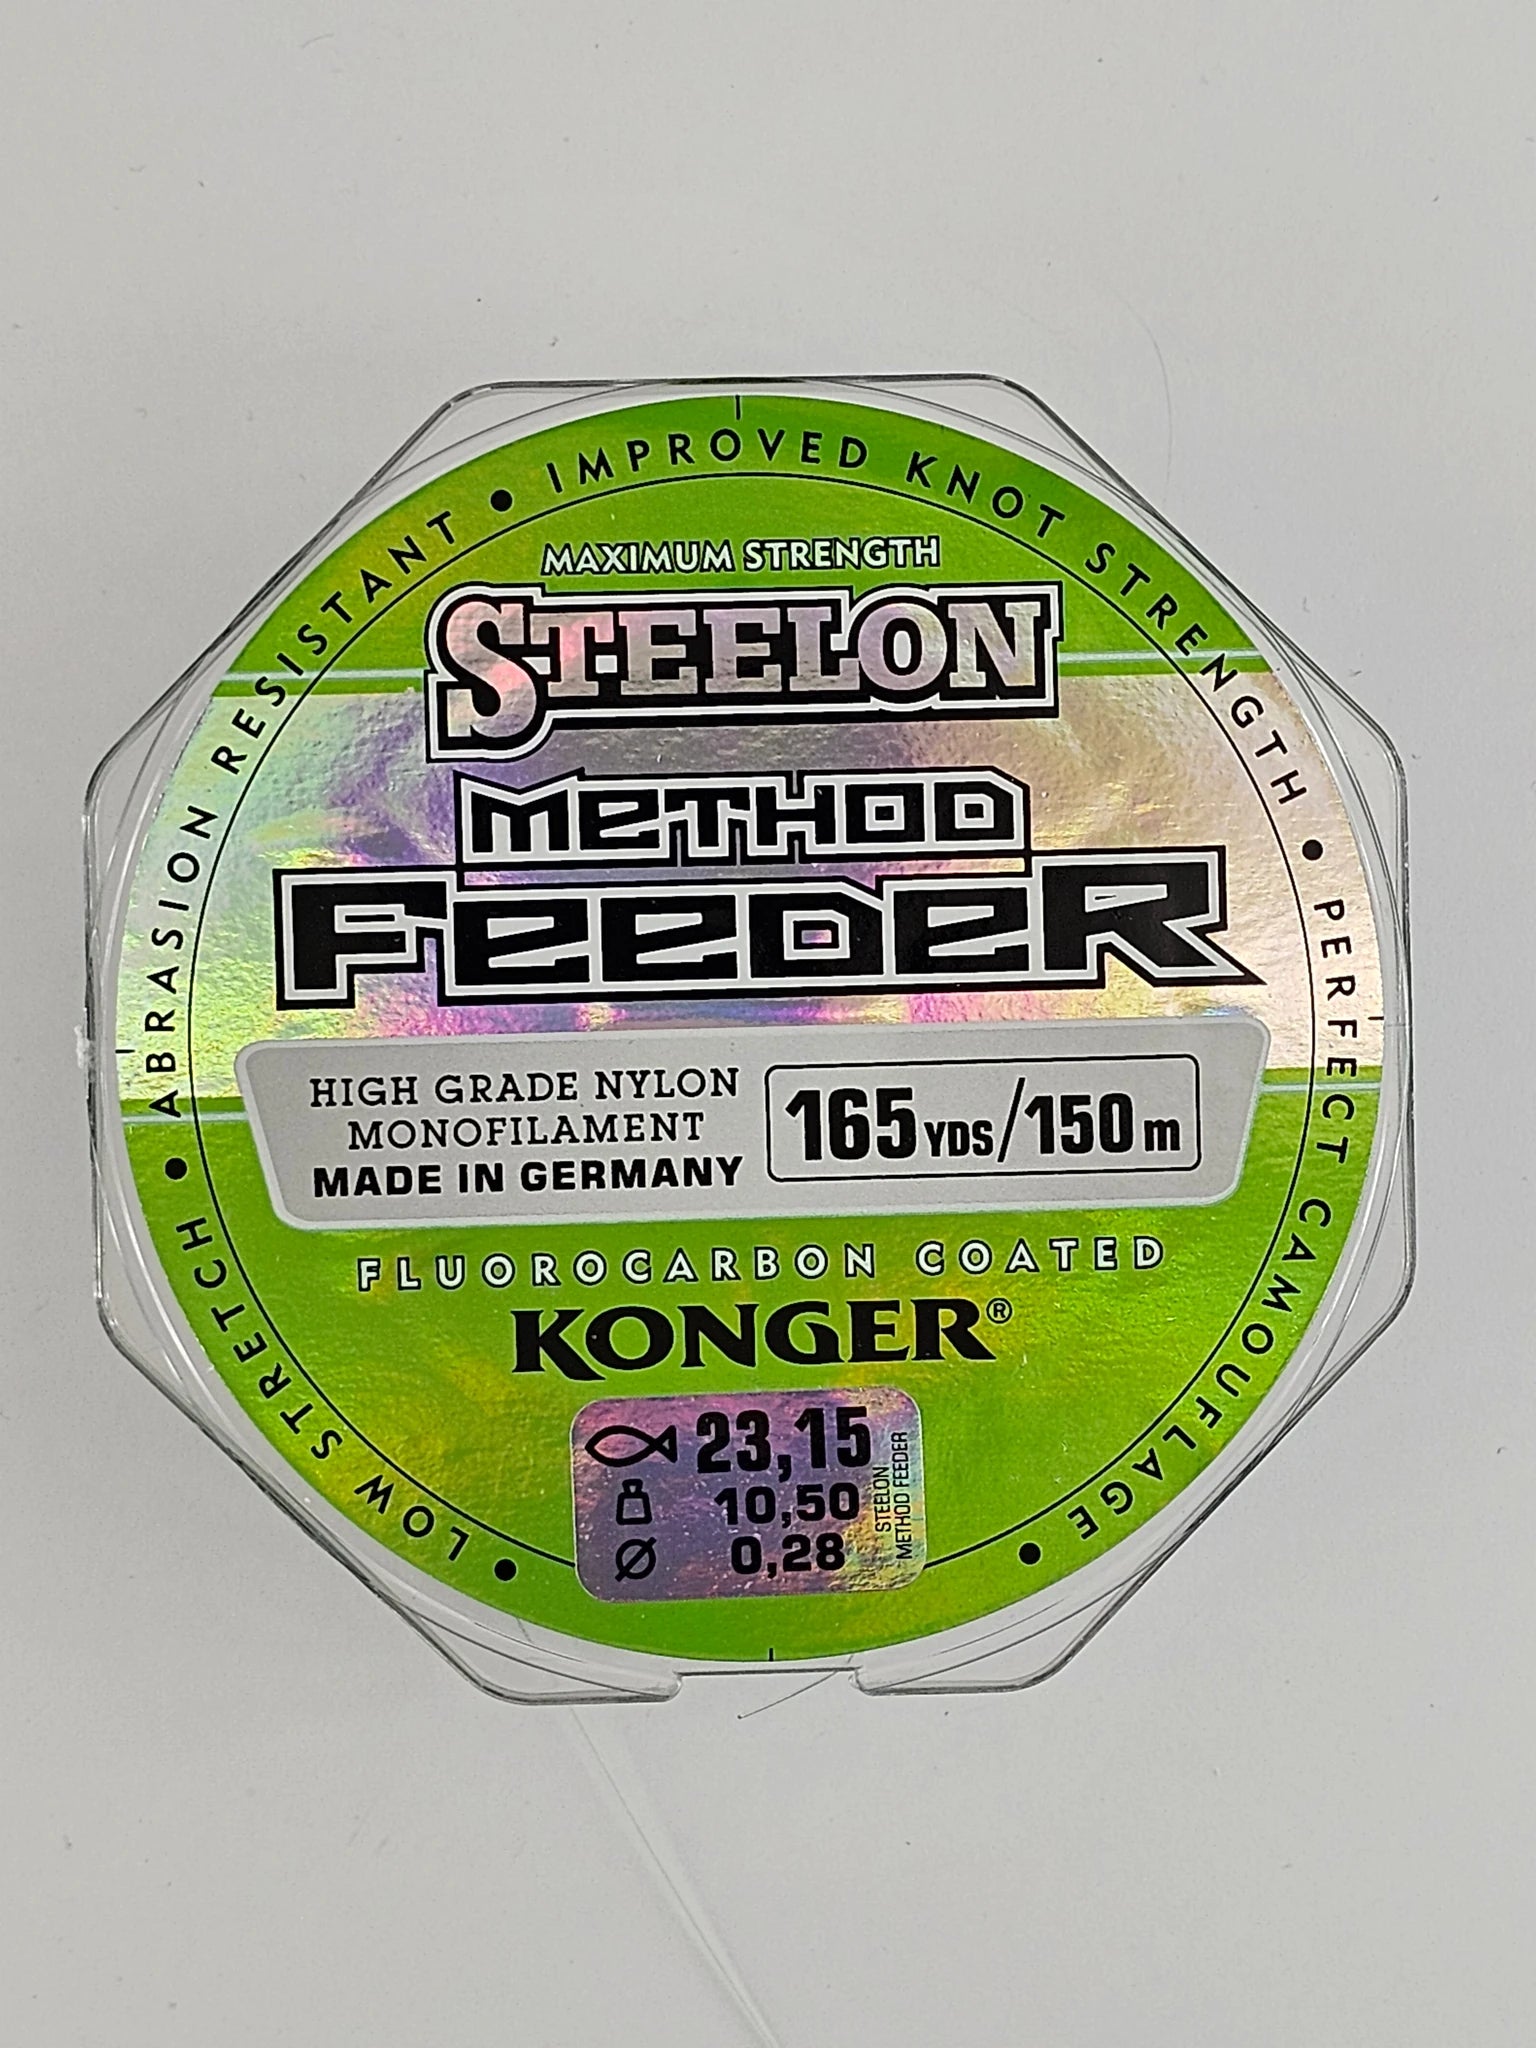 ABRASION RESISTANT • IMPROVED KNOT STRENGTH • PERFECT CAMOUFLAGE • • LOW STRETCH •
MAXIMUM STRENGTH
STEELON
METHOD
FEEDER
HIGH GRADE NYLON
MONOFILAMENT
MADE IN GERMANY
165 YDS/150 m
FLUOROCARBON COATED
KONGER®
23,15
10,50
Ø 0,28
STEELON
METHOD FEEDER